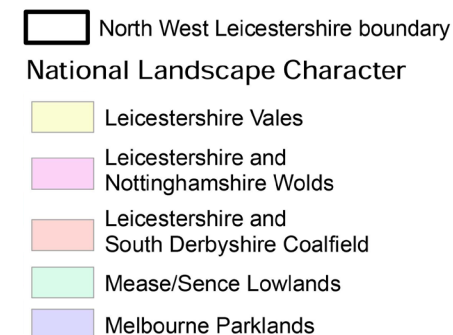 North West Leicestershire boundary
National Landscape Character
Leicestershire Vales
Leicestershire and
Nottinghamshire Wolds
Leicestershire and
South Derbyshire Coalfield
Mease/Sence Lowlands
Melbourne Parklands